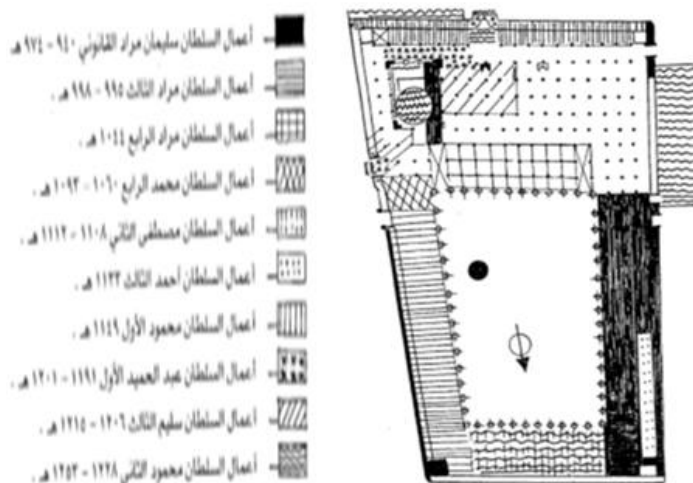 أعمال السلطان سليمان مراد القانوني ٩٤٠ - ٩٧٤ هـ
أعمال السلطان مراد الثالث ٩٩٥ - ٩٩٨ هـ .
أعمال السلطان مراد الرابع ١٠٤٤ هـ .
أعمال السلطان محمد الرابع ١٠٦٠ - ١٠٩٣ هـ .
أعمال السلطان مصطفى الثاني ١١٠٨ - ١١١٢ هـ .
أعمال السلطان أحمد الثالث ١١٢٣ هـ .
أعمال السلطان محمود الأول ١١٤٩ هـ .
أعمال السلطان عبد الحميد الأول ١١٩١ - ١٢٠١ هـ .
أعمال السلطان سليم الثالث ١٢٠٦ - ١٢١٥ هـ .
أعمال السلطان محمود الثاني ١٢٢٨ - ١٢٥٣ هـ .